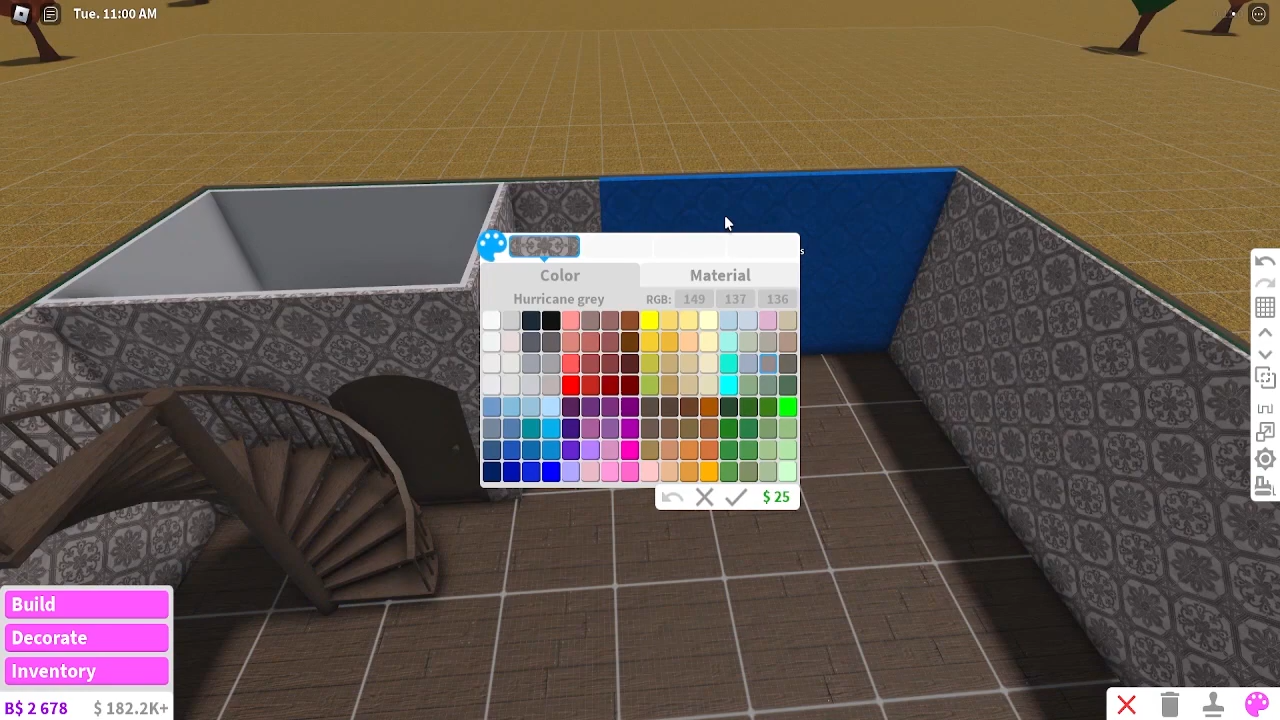 Tue. 11:00 AM
s
Color
Material
Hurricane grey
RGB: 149 137 136
$ 25
Build
Decorate
Inventory
B$ 2 678 $ 182.2K+